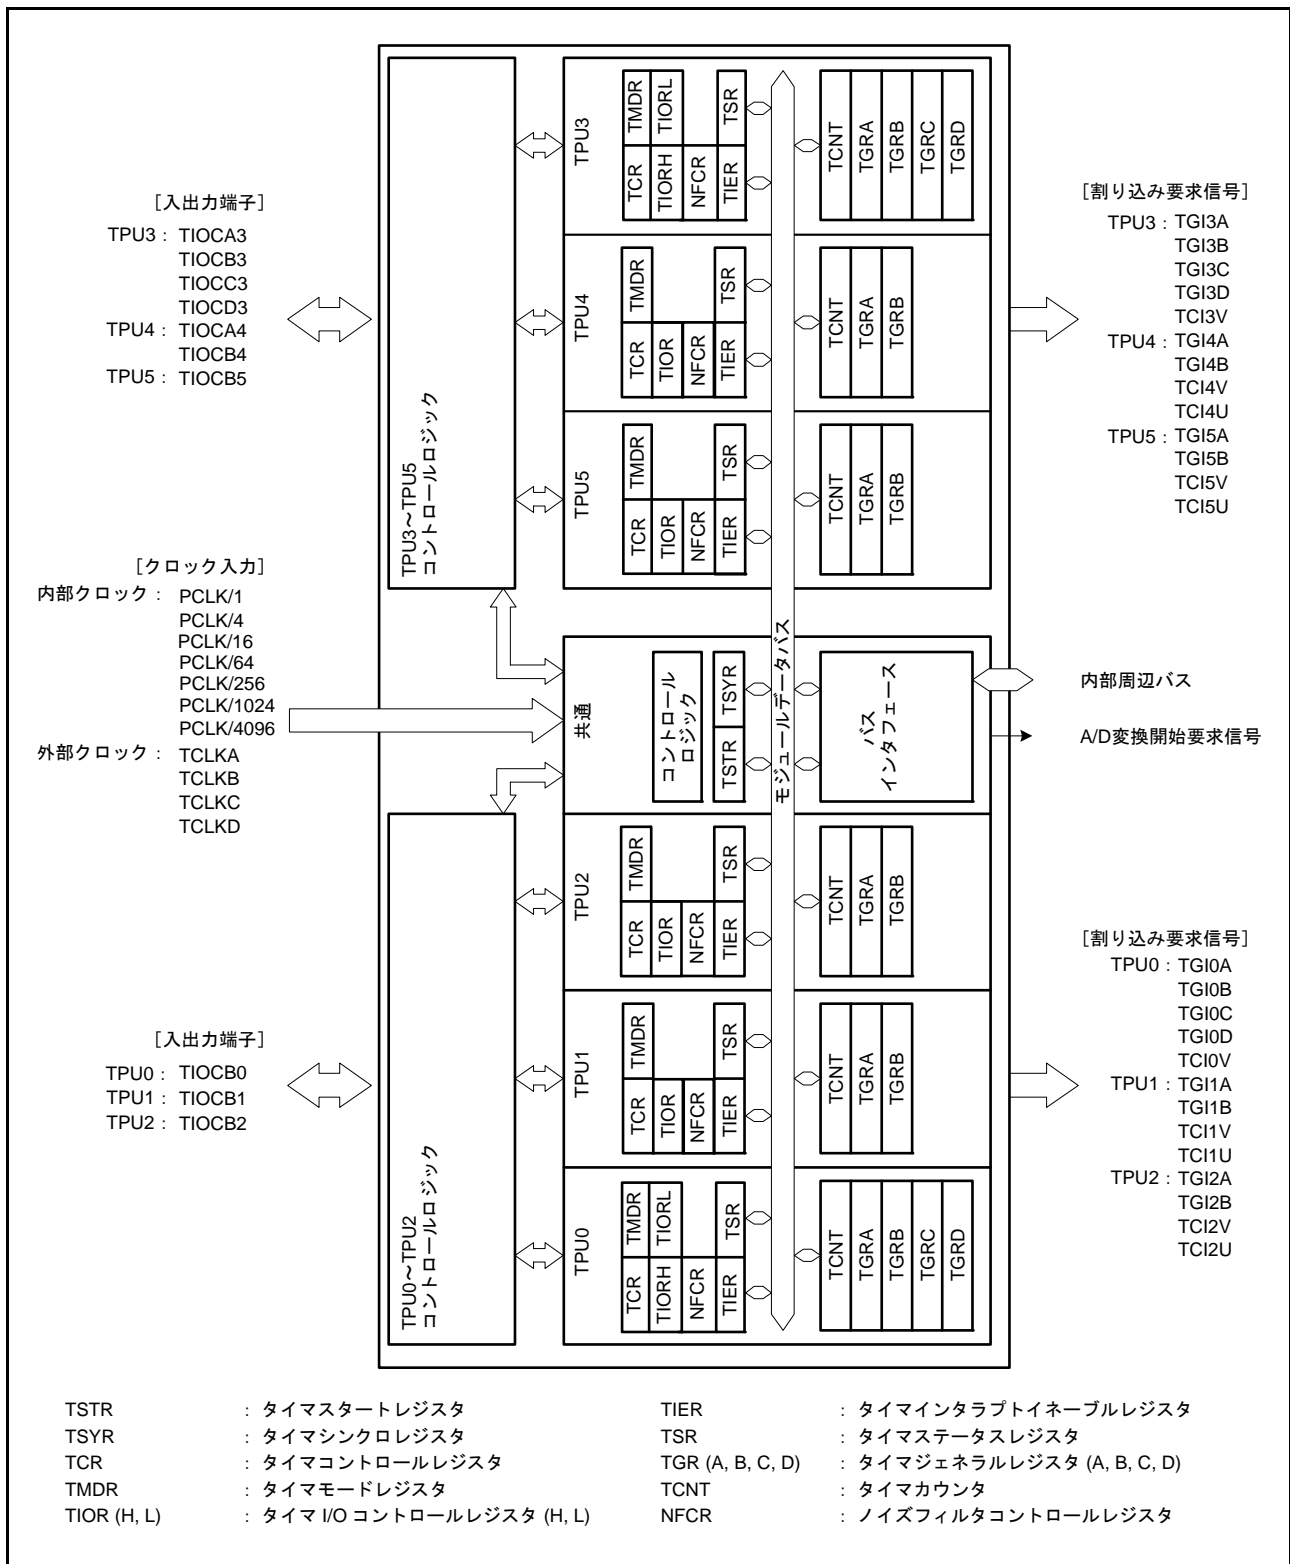 [入出力端子]
TPU3 : TIOCA3
TIOCB3
TIOCC3
TIOCD3
TPU4 : TIOCA4
TIOCB4
TPU5 : TIOCB5
[クロック入力]
内部クロック : PCLK/1
PCLK/4
PCLK/16
PCLK/64
PCLK/256
PCLK/1024
PCLK/4096
外部クロック : TCLKA
TCLKB
TCLKC
TCLKD
[入出力端子]
TPU0 : TIOCB0
TPU1 : TIOCB1
TPU2 : TIOCB2
TPU3~TPU5
コントロールロジック
TPU0~TPU2
コントロールロジック
TPU3
TCR TMDR
TIORH TIORL
NFCR
TIER TSR
TCNT
TGRA
TGRB
TGRC
TGRD
TPU4
TCR TMDR
TIOR
NFCR
TIER TSR
TCNT
TGRA
TGRB
TPU5
TCR TMDR
TIOR
NFCR
TIER TSR
TCNT
TGRA
TGRB
共通
コントロール
ロジック
TSTR TSYR
モジュールデータバス
バス
インタフェース
TPU2
TCR TMDR
TIOR
NFCR
TIER TSR
TCNT
TGRA
TGRB
TPU1
TCR TMDR
TIOR
NFCR
TIER TSR
TCNT
TGRA
TGRB
TPU0
TCR TMDR
TIORH TIORL
NFCR
TIER TSR
TCNT
TGRA
TGRB
TGRC
TGRD
[割り込み要求信号]
TPU3 : TGI3A
TGI3B
TGI3C
TGI3D
TCI3V
TPU4 : TGI4A
TGI4B
TCI4V
TCI4U
TPU5 : TGI5A
TGI5B
TCI5V
TCI5U
内部周辺バス
A/D変換開始要求信号
[割り込み要求信号]
TPU0 : TGI0A
TGI0B
TGI0C
TGI0D
TCI0V
TPU1 : TGI1A
TGI1B
TCI1V
TCI1U
TPU2 : TGI2A
TGI2B
TCI2V
TCI2U
TSTR : タイマスタートレジスタ
TSYR : タイマシンクロレジスタ
TCR : タイマコントロールレジスタ
TMDR : タイマモードレジスタ
TIOR (H, L) : タイマ I/O コントロールレジスタ (H, L)
TIER : タイマインタラプトイネーブルレジスタ
TSR : タイマステータスレジスタ
TGR (A, B, C, D) : タイマジェネラルレジスタ (A, B, C, D)
TCNT : タイマカウンタ
NFCR : ノイズフィルタコントロールレジスタ